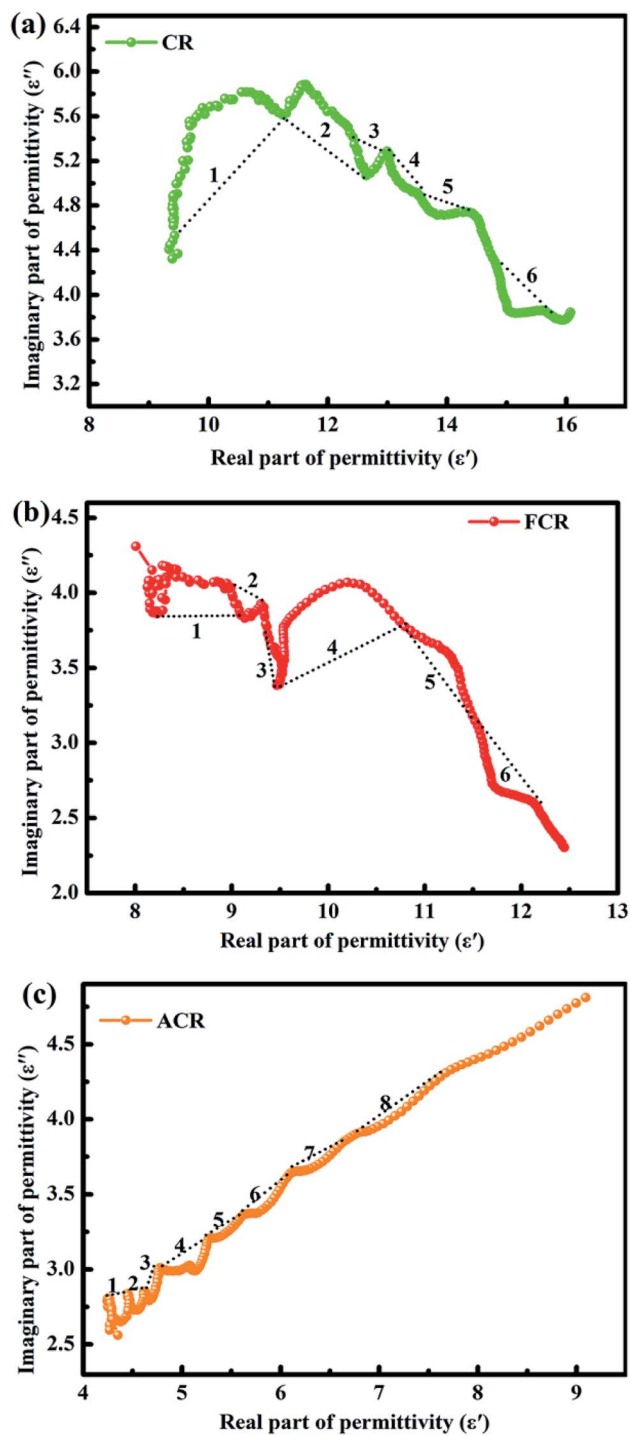 (a)
CR
6.4
6.0
5.6
5.2
4.8
4.4
4.0
3.6
3.2
Imaginary part of permittivity (ε″)
1
2
3
4
5
6
8 10 12 14 16
Real part of permittivity (ε′)
(b)
FCR
4.5
4.0
3.5
3.0
2.5
2.0
Imaginary part of permittivity (ε″)
1
2
3
4
5
6
8 9 10 11 12 13
Real part of permittivity (ε′)
(c)
ACR
4.5
4.0
3.5
3.0
2.5
Imaginary part of permittivity (ε″)
1
2
3
4
5
6
7
8
4 5 6 7 8 9
Real part of permittivity (ε′)